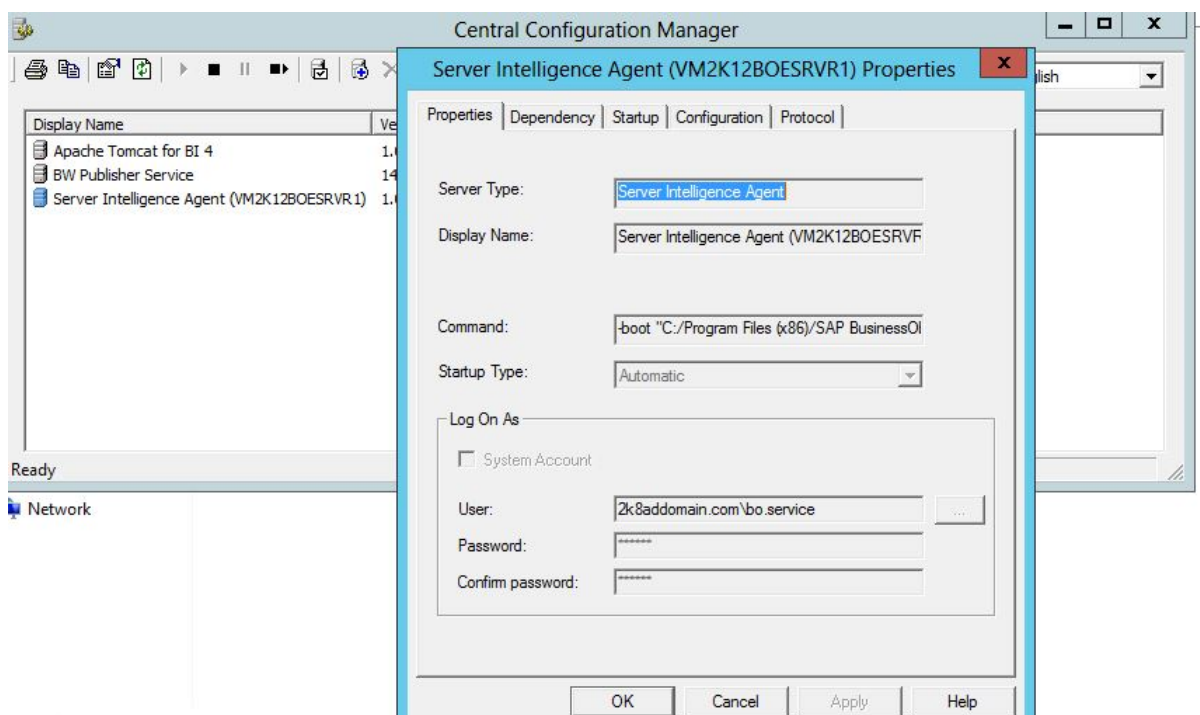 Central Configuration Manager
Server Intelligence Agent (VM2K12BOESRVR1) Properties
lish
Display Name
Ve
Apache Tomcat for BI 4
1.
BW Publisher Service
14
Server Intelligence Agent (VM2K12BOESRVR1)
1.
Ready
Network
Properties
Dependency
Startup
Configuration
Protocol
Server Type:
Server Intelligence Agent
Display Name:
Server Intelligence Agent (VM2K12BOESRVR
Command:
-boot "C:/Program Files (x86)/SAP BusinessOl
Startup Type:
Automatic
Log On As
System Account
User:
2k8addomain.com\bo.service
...
Password:
******
Confirm password:
******
OK
Cancel
Apply
Help